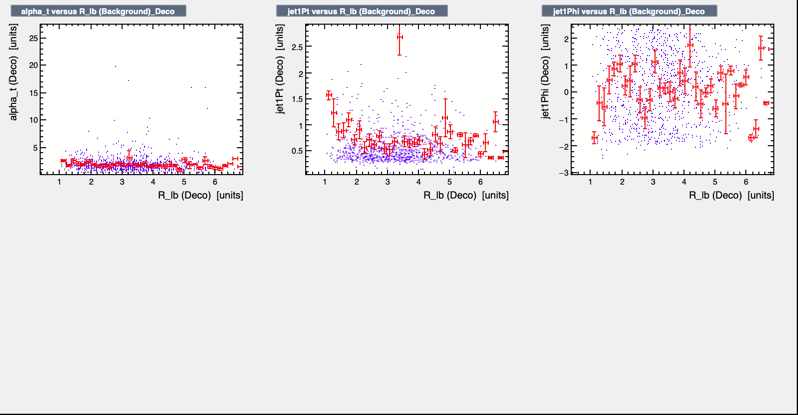 alpha_t versus R_lb (Background)_Deco
alpha_t (Deco) [units]
25
20
15
10
5
1 2 3 4 5 6
R_lb (Deco) [units]
jet1Pt versus R_lb (Background)_Deco
jet1Pt (Deco) [units]
2.5
2
1.5
1
0.5
1 2 3 4 5 6
R_lb (Deco) [units]
jet1Phi versus R_lb (Background)_Deco
jet1Phi (Deco) [units]
2
1
0
−1
−2
−3
1 2 3 4 5 6
R_lb (Deco) [units]